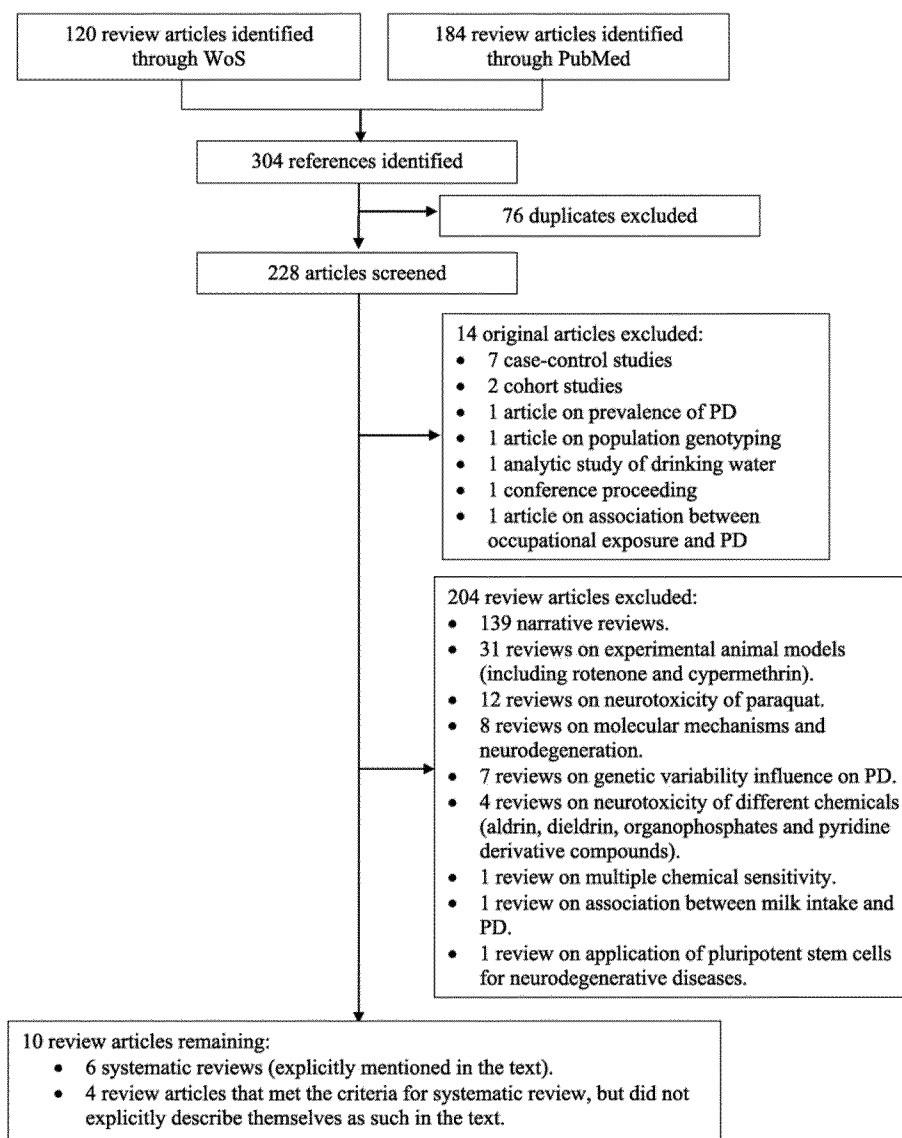 120 review articles identified
through WoS
184 review articles identified
through PubMed
304 references identified
76 duplicates excluded
228 articles screened
14 original articles excluded:
• 7 case-control studies
• 2 cohort studies
• 1 article on prevalence of PD
• 1 article on population genotyping
• 1 analytic study of drinking water
• 1 conference proceeding
• 1 article on association between
occupational exposure and PD
204 review articles excluded:
• 139 narrative reviews.
• 31 reviews on experimental animal models
(including rotenone and cypermethrin).
• 12 reviews on neurotoxicity of paraquat.
• 8 reviews on molecular mechanisms and
neurodegeneration.
• 7 reviews on genetic variability influence on PD.
• 4 reviews on neurotoxicity of different chemicals
(aldrin, dieldrin, organophosphates and pyridine
derivative compounds).
• 1 review on multiple chemical sensitivity.
• 1 review on association between milk intake and
PD.
• 1 review on application of pluripotent stem cells
for neurodegenerative diseases.
10 review articles remaining:
• 6 systematic reviews (explicitly mentioned in the text).
• 4 review articles that met the criteria for systematic review, but did not
explicitly describe themselves as such in the text.